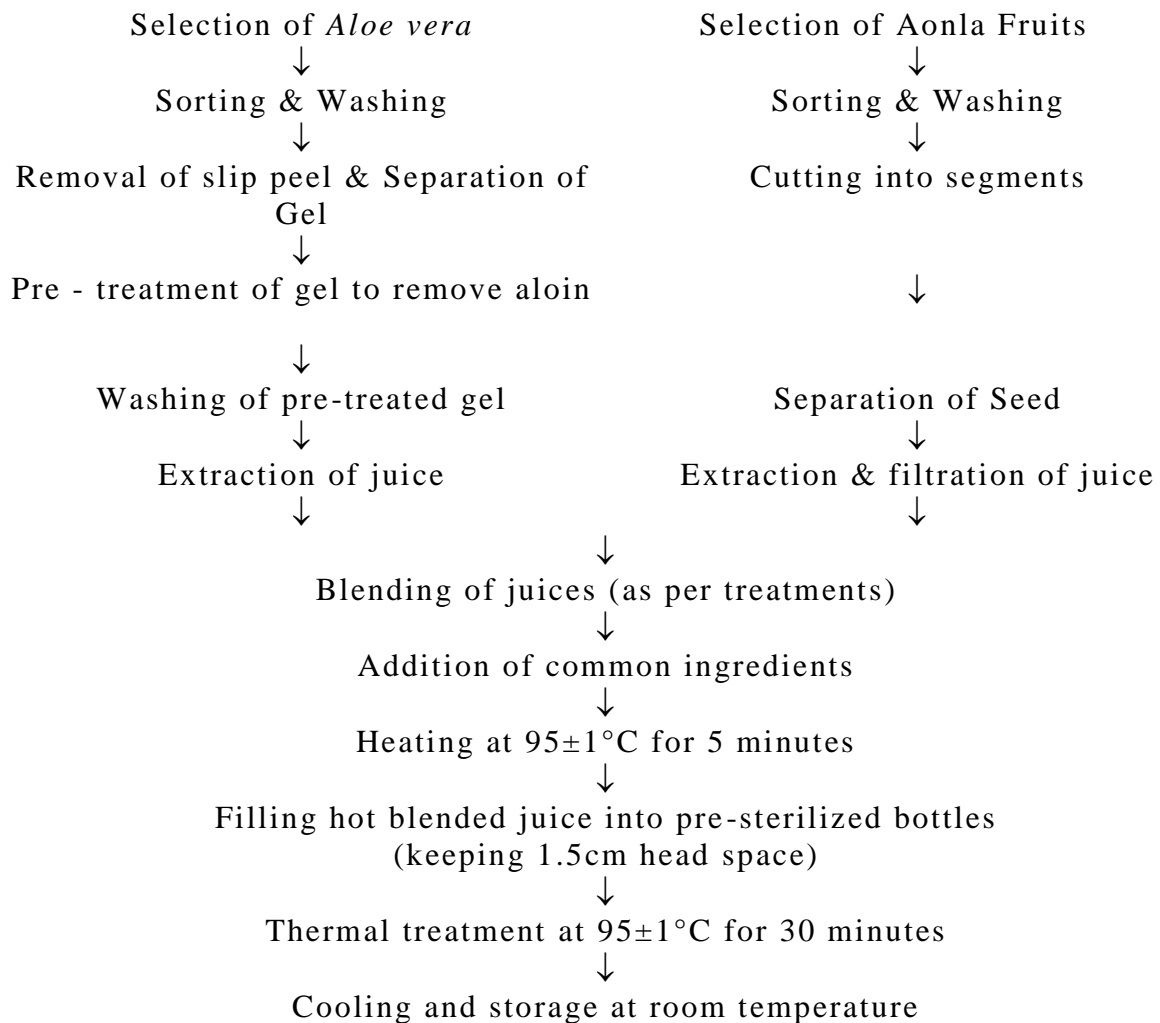 Selection of Aloe vera
Selection of Aonla Fruits
↓
↓
Sorting & Washing
Sorting & Washing
↓
↓
Removal of slip peel & Separation of
Gel
Cutting into segments
↓
Pre - treatment of gel to remove aloin
↓
↓
Washing of pre-treated gel
Separation of Seed
↓
↓
Extraction of juice
Extraction & filtration of juice
↓
↓
↓
Blending of juices (as per treatments)
↓
Addition of common ingredients
↓
Heating at 95±1°C for 5 minutes
↓
Filling hot blended juice into pre-sterilized bottles
(keeping 1.5cm head space)
↓
Thermal treatment at 95±1°C for 30 minutes
↓
Cooling and storage at room temperature